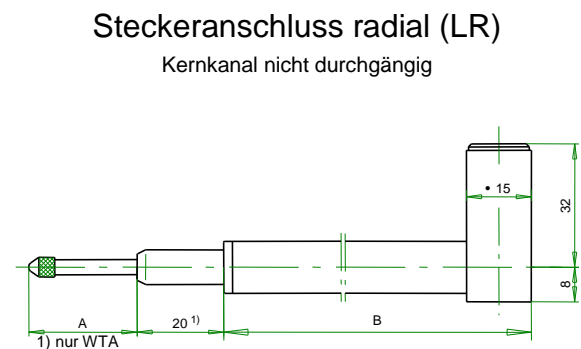 Steckeranschluss radial (LR)
Kernkanal nicht durchgängig
• 15
32
8
A
20 1)
B
1) nur WTA